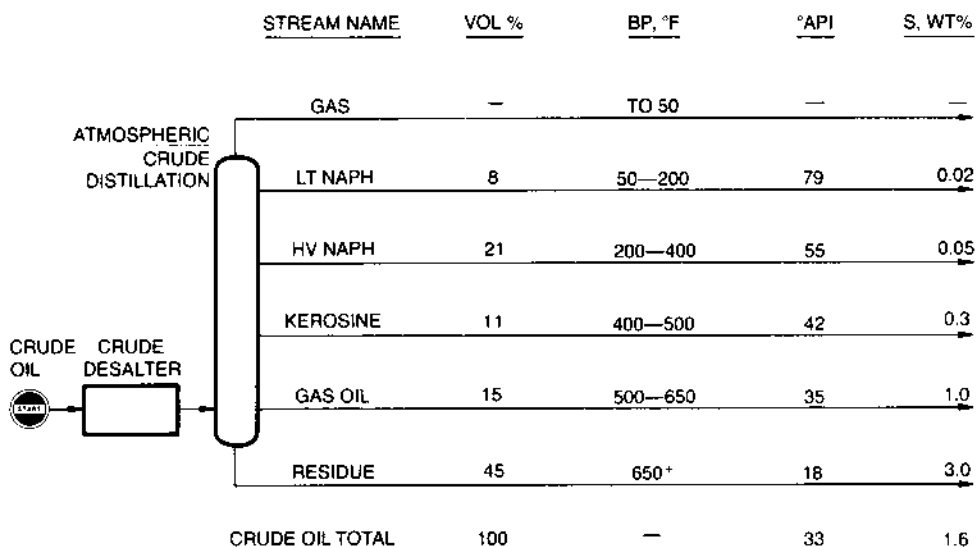 STREAM NAME VOL % BP, °F °API S, WT%
GAS — TO 50 — —
ATMOSPHERIC
CRUDE
DISTILLATION
LT NAPH 8 50—200 79 0.02
HV NAPH 21 200—400 55 0.05
KEROSINE 11 400—500 42 0.3
CRUDE OIL
CRUDE DESALTER
START
GAS OIL 15 500—650 35 1.0
RESIDUE 45 650+ 18 3.0
CRUDE OIL TOTAL 100 — 33 1.6